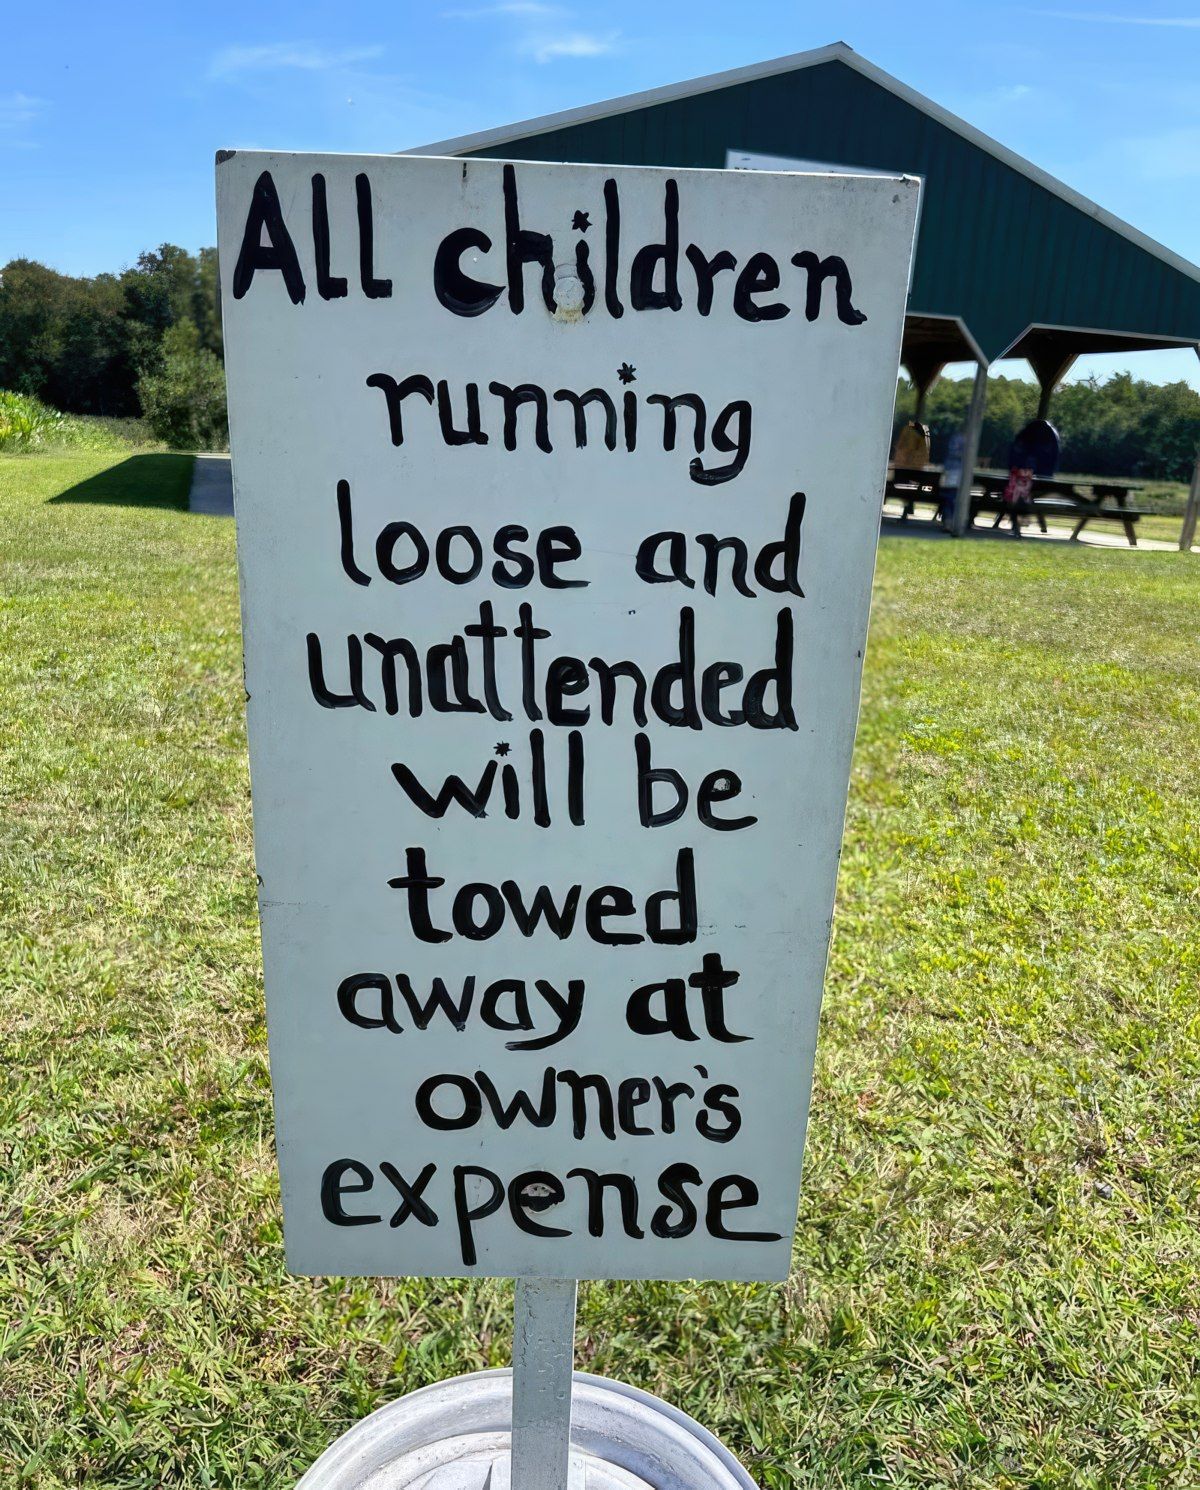 All children
running
loose and
unattended
will be
towed
away at
owner's
expense